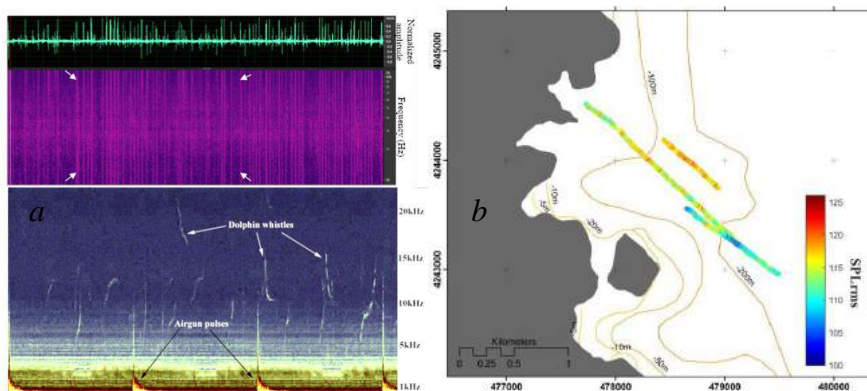 Normalized
amplitude
Frequency (Hz)
a
Dolphin whistles
Airgun pulses
20kHz
15kHz
10kHz
5kHz
1kHz
b
4245000
4244000
4243000
-100m
-10m
-5m
-20m
-200m
-10m
-50m
Kilometers
0 0.25 0.5 1
477000 478000 479000 480000
SPLrms
125
120
115
110
105
100